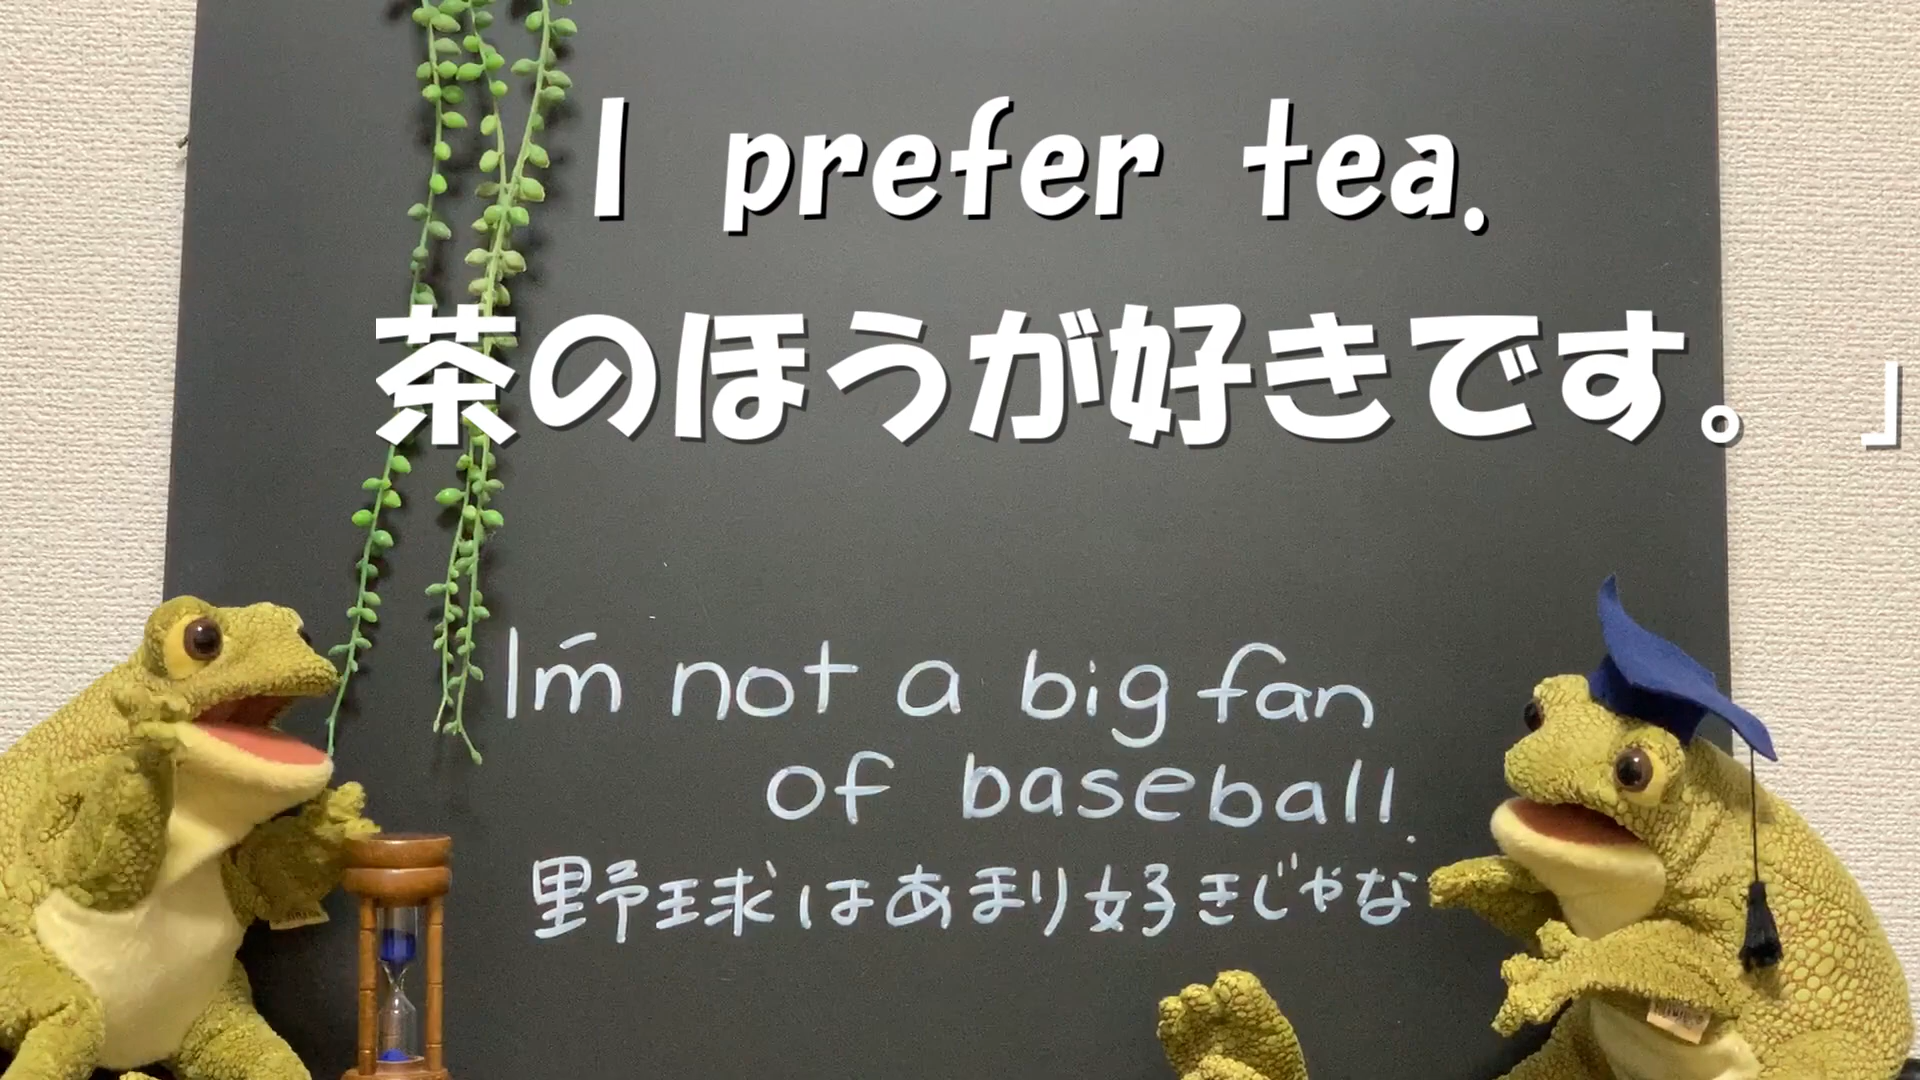 I prefer tea.
茶のほうが好きです。」
I'm not a big fan
of baseball.
野球はあまり好きじゃな